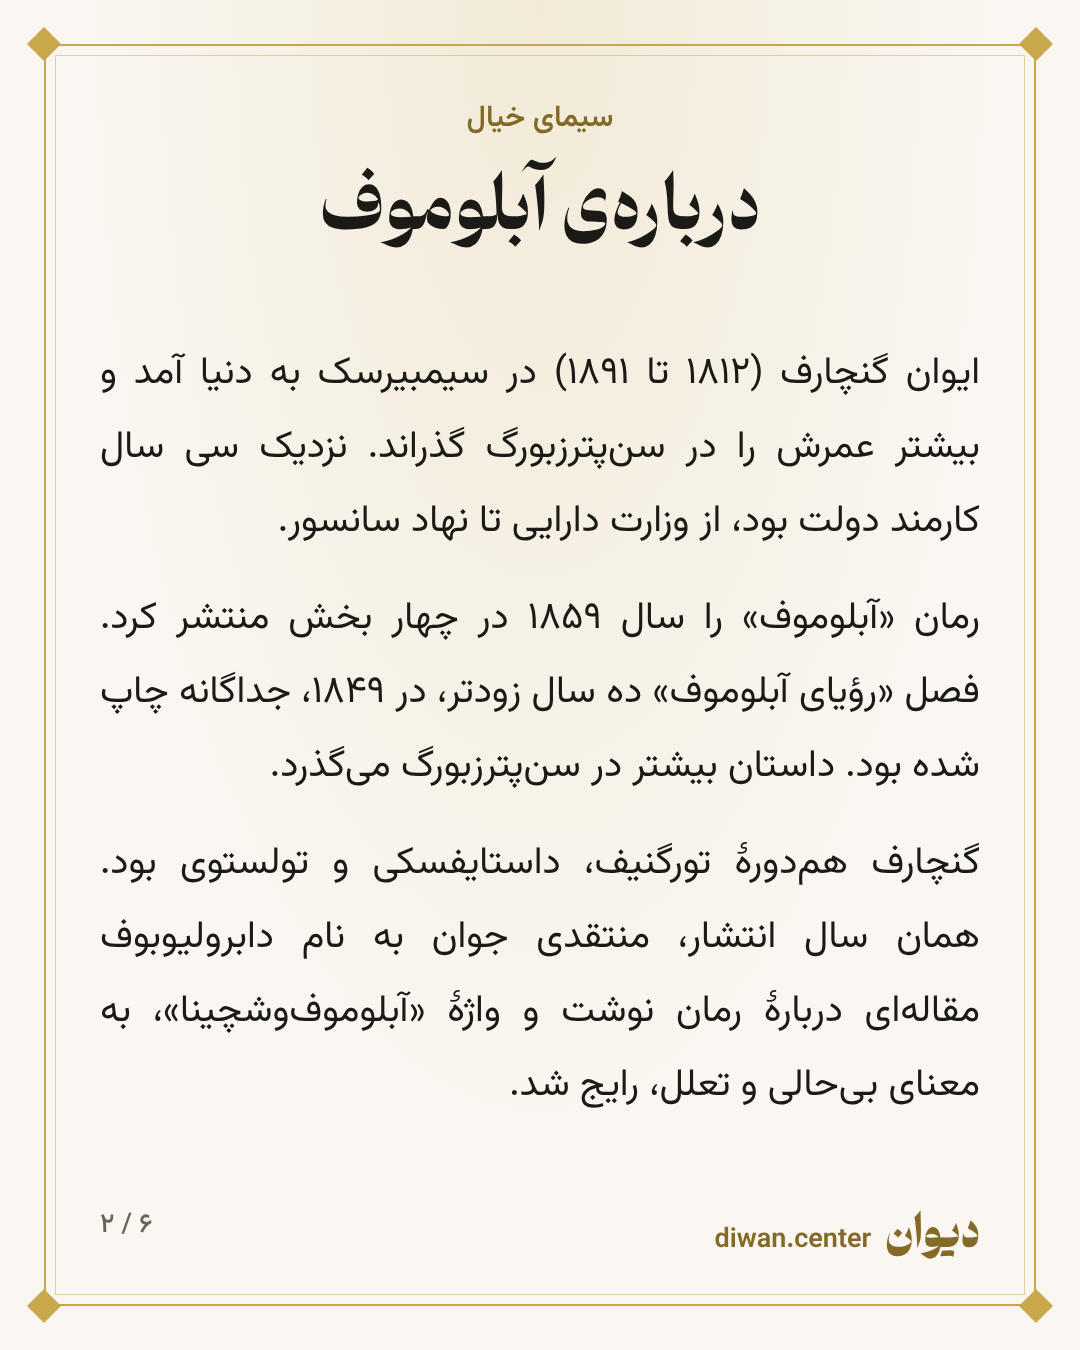 سیمای خیال
درباره‌ی آبلوموف
ایوان گنچارف (۱۸۱۲ تا ۱۸۹۱) در سیمبیرسک به دنیا آمد و
بیشتر عمرش را در سن‌پترزبورگ گذراند. نزدیک سی سال
کارمند دولت بود، از وزارت دارایی تا نهاد سانسور.
رمان «آبلوموف» را سال ۱۸۵۹ در چهار بخش منتشر کرد.
فصل «رؤیای آبلوموف» ده سال زودتر، در ۱۸۴۹، جداگانه چاپ
شده بود. داستان بیشتر در سن‌پترزبورگ می‌گذرد.
گنچارف هم‌دورهٔ تورگنیف، داستایفسکی و تولستوی بود.
همان سال انتشار، منتقدی جوان به نام دابرولیوبوف
مقاله‌ای دربارهٔ رمان نوشت و واژهٔ «آبلوموف‌وشچینا»، به
معنای بی‌حالی و تعلل، رایج شد.
دیوان diwan.center
۲ / ۶